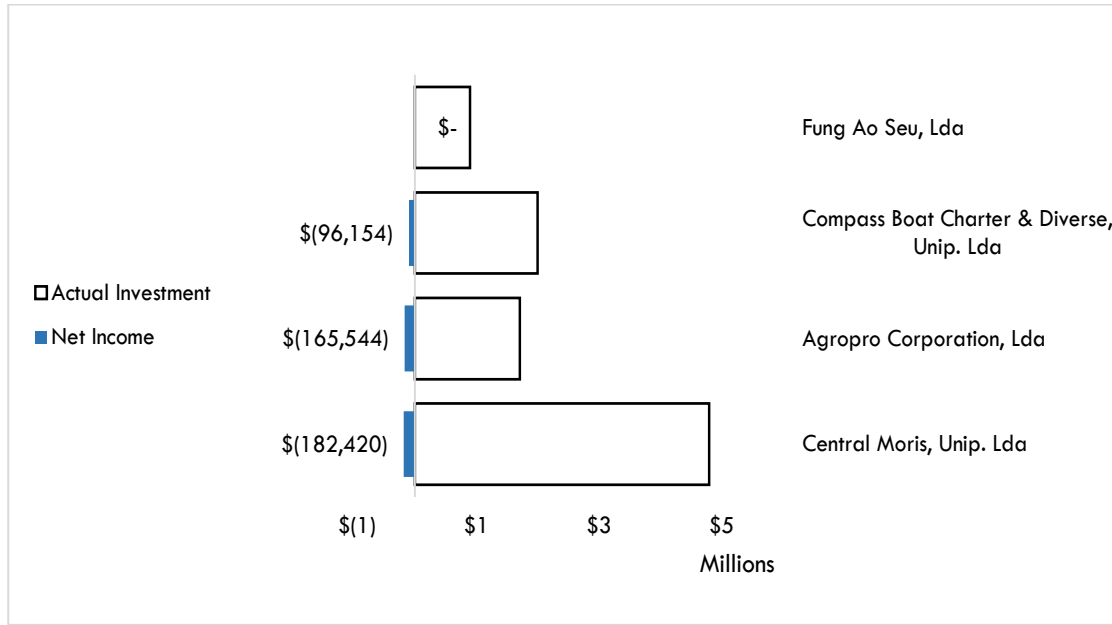 $-
Fung Ao Seu, Lda
$(96,154)
Compass Boat Charter & Diverse,
Unip. Lda
Actual Investment
Net Income
$(165,544)
Agropro Corporation, Lda
$(182,420)
Central Moris, Unip. Lda
$(1) $1 $3 $5
Millions